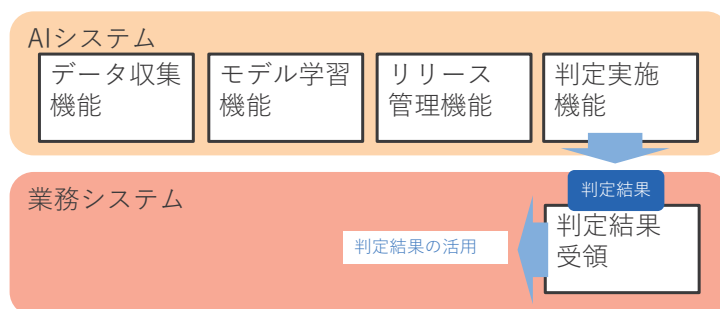 AIシステム
データ収集
機能
モデル学習
機能
リリース
管理機能
判定実施
機能
業務システム
判定結果
判定結果
受領
判定結果の活用